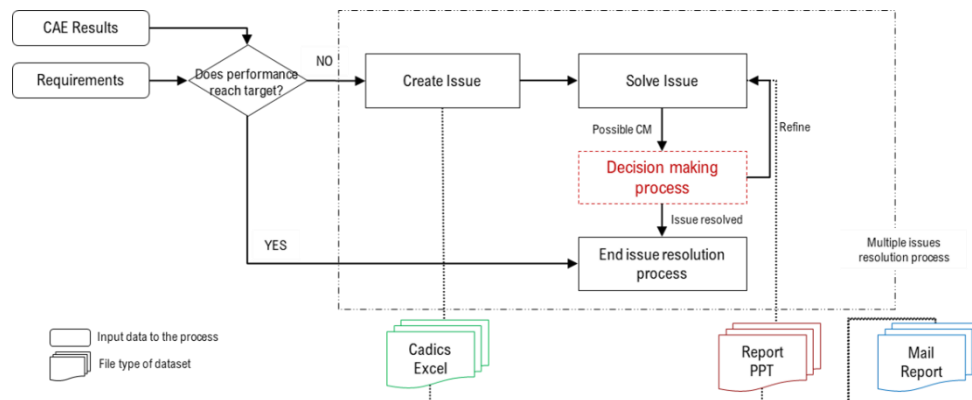 CAE Results
Requirements
Does performance
reach target?
NO
YES
Create Issue
Solve Issue
Possible CM
Refine
Decision making
process
Issue resolved
End issue resolution
process
Multiple issues
resolution process
Input data to the process
File type of dataset
Cadics
Excel
Report
PPT
Mail
Report